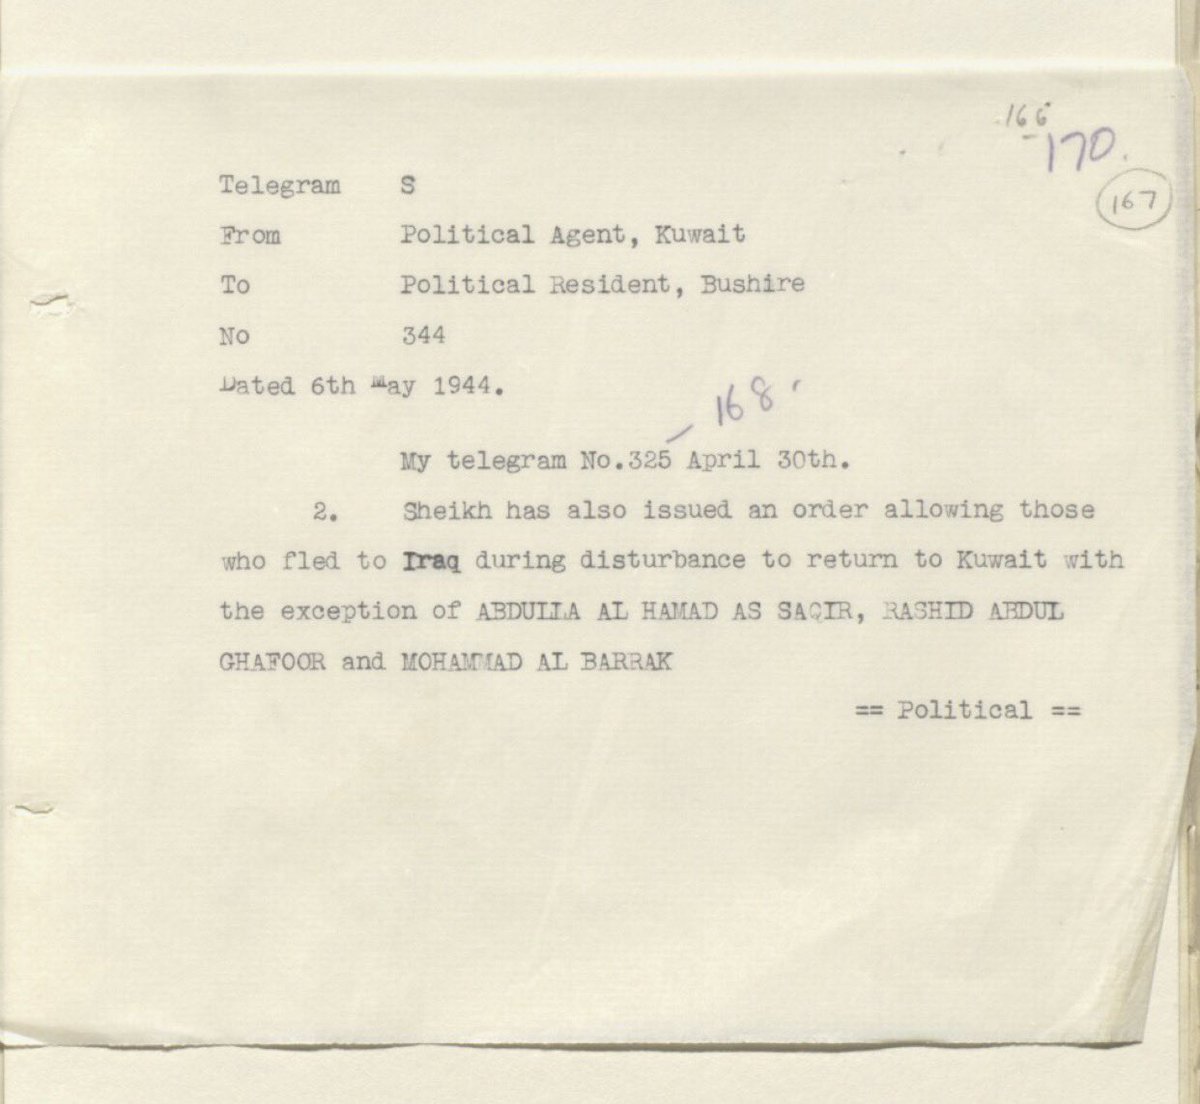 166
170.
167
Telegram S
From Political Agent, Kuwait
To Political Resident, Bushire
No 344
Dated 6th May 1944.
168
My telegram No.325 April 30th.
2. Sheikh has also issued an order allowing those
who fled to Iraq during disturbance to return to Kuwait with
the exception of ABDULLA AL HAMAD AS SAQIR, RASHID ABDUL
GHAFOOR and MOHAMMAD AL BARRAK
== Political ==